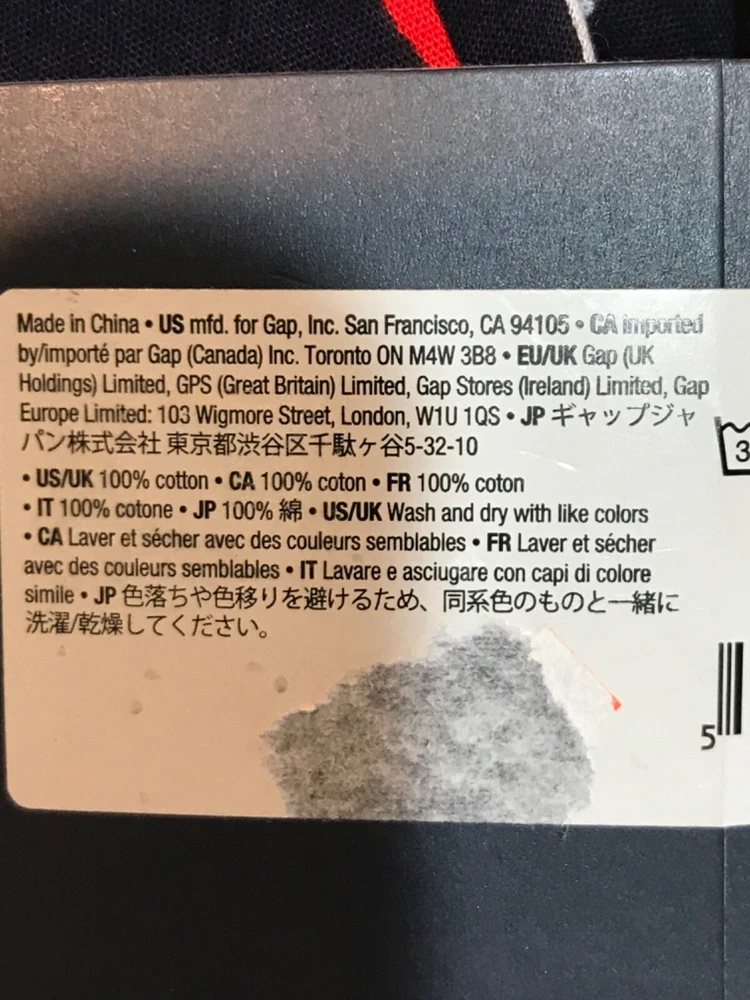 Made in China • US mfd. for Gap, Inc. San Francisco, CA 94105 • CA imported
by/importé par Gap (Canada) Inc. Toronto ON M4W 3B8 • EU/UK Gap (UK
Holdings) Limited, GPS (Great Britain) Limited, Gap Stores (Ireland) Limited, Gap
Europe Limited: 103 Wigmore Street, London, W1U 1QS • JP ギャップジャ
パン株式会社 東京都渋谷区千駄ヶ谷5-32-10
• US/UK 100% cotton • CA 100% coton • FR 100% coton
• IT 100% cotone • JP 100% 綿 • US/UK Wash and dry with like colors
• CA Laver et sécher avec des couleurs semblables • FR Laver et sécher
avec des couleurs semblables • IT Lavare e asciugare con capi di colore
simile • JP 色落ちや色移りを避けるため、同系色のものと一緒に
洗濯/乾燥してください。
3
5